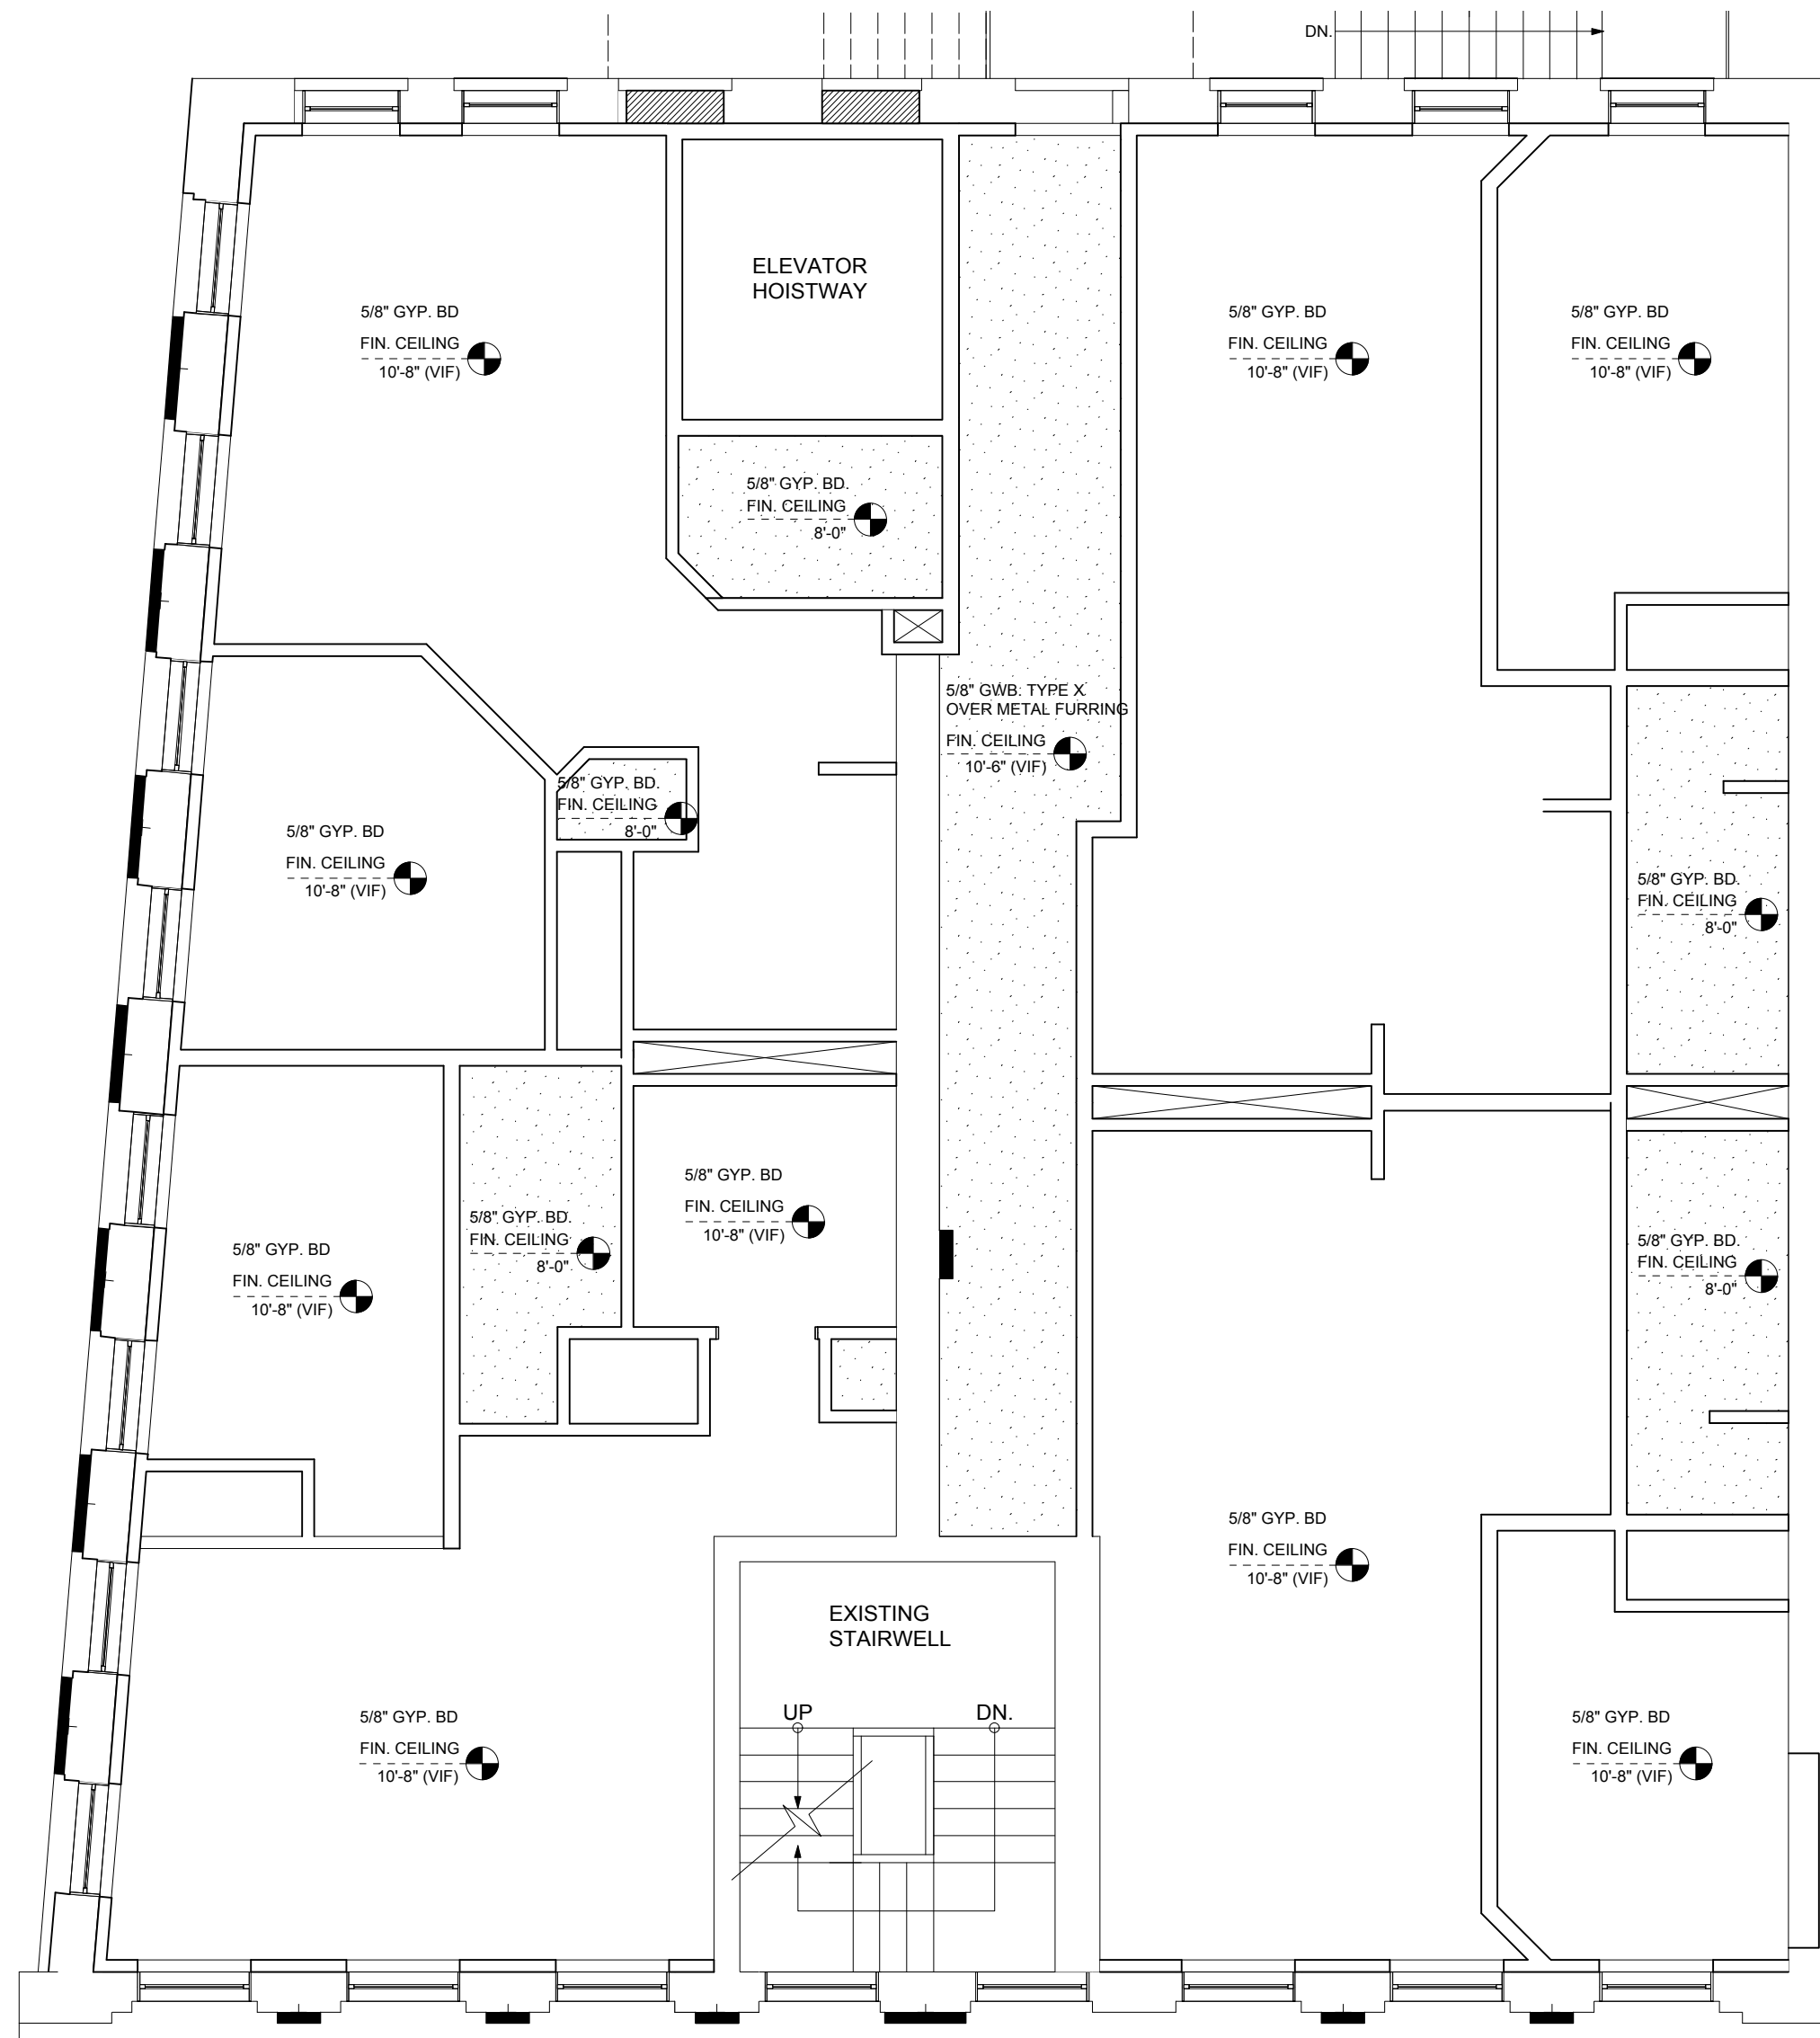 DN.
ELEVATOR
HOISTWAY
5/8" GYP. BD
FIN. CEILING
10'-8" (VIF)
5/8" GYP. BD
FIN. CEILING
10'-8" (VIF)
5/8" GYP. BD
FIN. CEILING
10'-8" (VIF)
5/8" GYP. BD.
FIN. CEILING
8'-0"
5/8" GWB. TYPE X
OVER METAL FURRING
FIN. CEILING
10'-6" (VIF)
5/8" GYP. BD.
FIN. CEILING
8'-0"
5/8" GYP. BD
FIN. CEILING
10'-8" (VIF)
5/8" GYP. BD.
FIN. CEILING
8'-0"
5/8" GYP. BD
FIN. CEILING
10'-8" (VIF)
5/8" GYP. BD.
FIN. CEILING
8'-0"
5/8" GYP. BD
FIN. CEILING
10'-8" (VIF)
5/8" GYP. BD.
FIN. CEILING
8'-0"
5/8" GYP. BD
FIN. CEILING
10'-8" (VIF)
EXISTING
STAIRWELL
UP
DN.
5/8" GYP. BD
FIN. CEILING
10'-8" (VIF)
5/8" GYP. BD
FIN. CEILING
10'-8" (VIF)